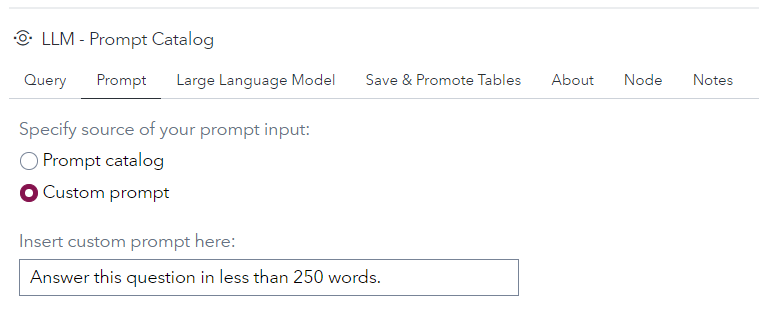 LLM - Prompt Catalog
Query Prompt Large Language Model Save & Promote Tables About Node Notes
Specify source of your prompt input:
Prompt catalog
Custom prompt
Insert custom prompt here:
Answer this question in less than 250 words.